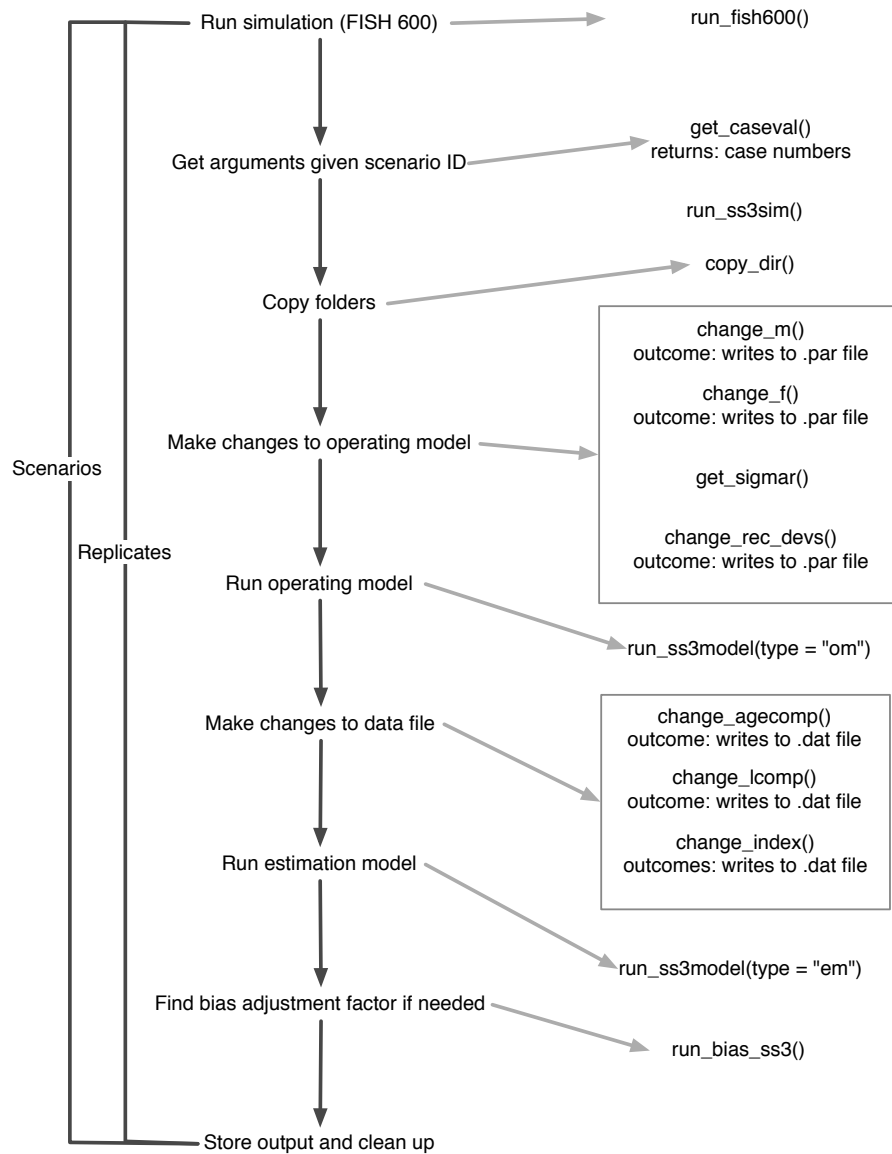 Run simulation (FISH 600)
run_fish600()
get_caseval()
returns: case numbers
Get arguments given scenario ID
run_ss3sim()
copy_dir()
Copy folders
change_m()
outcome: writes to .par file
change_f()
outcome: writes to .par file
Make changes to operating model
Scenarios
get_sigmar()
Replicates
change_rec_devs()
outcome: writes to .par file
Run operating model
run_ss3model(type = "om")
Make changes to data file
change_agecomp()
outcome: writes to .dat file
change_lcomp()
outcome: writes to .dat file
change_index()
outcomes: writes to .dat file
Run estimation model
run_ss3model(type = "em")
Find bias adjustment factor if needed
run_bias_ss3()
Store output and clean up